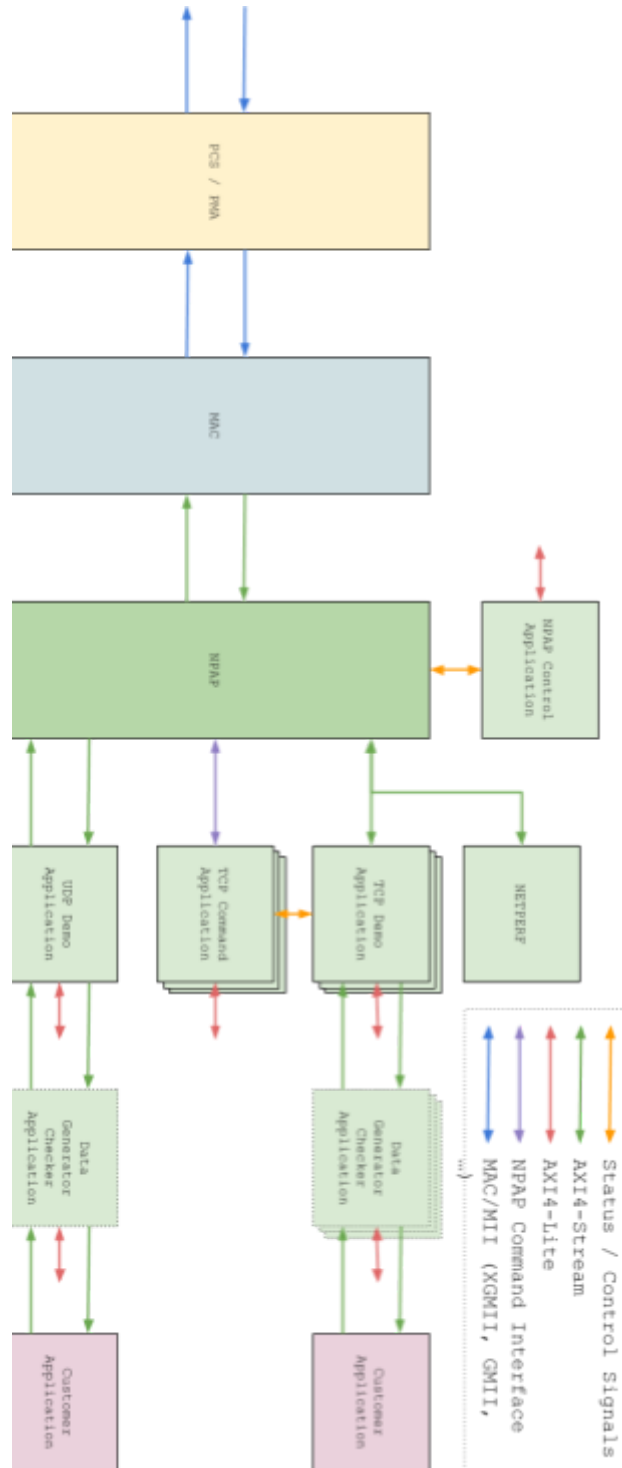 PCS / PMA
MAC
NPAP
NPAP Control
Application
UDP Demo
Application
TCP Command
Application
TCP Demo
Application
NETPERF
Data
Generator
Checker
Application
Data
Generator
Checker
Application
Customer
Application
Customer
Application
Status / Control Signals
AXI4-Stream
AXI4-Lite
NPAP Command Interface
MAC/MII (XGMII, GMII,
…)